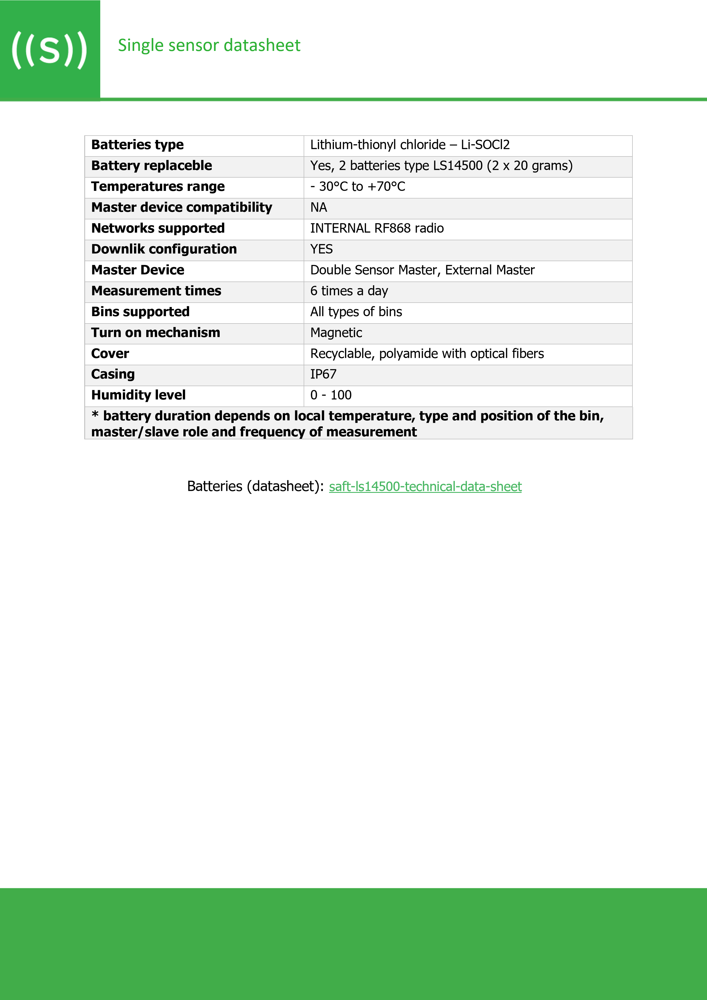 ((s))
Single sensor datasheet
Batteries type Lithium-thionyl chloride – Li-SOCl2
Battery replaceble Yes, 2 batteries type LS14500 (2 x 20 grams)
Temperatures range - 30°C to +70°C
Master device compatibility NA
Networks supported INTERNAL RF868 radio
Downlik configuration YES
Master Device Double Sensor Master, External Master
Measurement times 6 times a day
Bins supported All types of bins
Turn on mechanism Magnetic
Cover Recyclable, polyamide with optical fibers
Casing IP67
Humidity level 0 - 100
* battery duration depends on local temperature, type and position of the bin,
master/slave role and frequency of measurement
Batteries (datasheet): saft-ls14500-technical-data-sheet